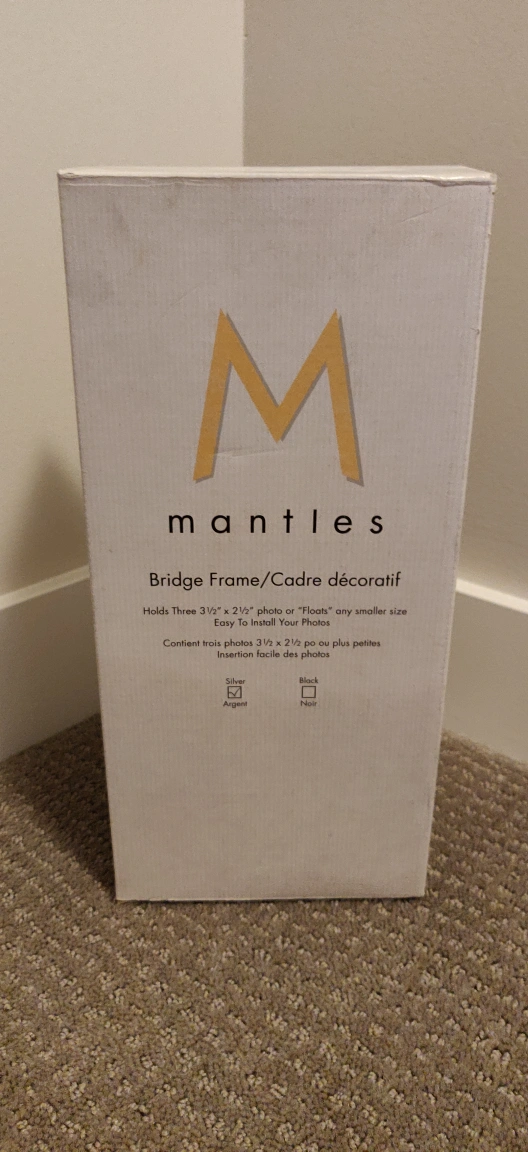 M
mantles
Bridge Frame/Cadre décoratif
Holds Three 3½" x 2½" photo or "Floats" any smaller size
Easy To Install Your Photos
Contient trois photos 3½ x 2½ po ou plus petites
Insertion facile des photos
Silver Black
Argent Noir